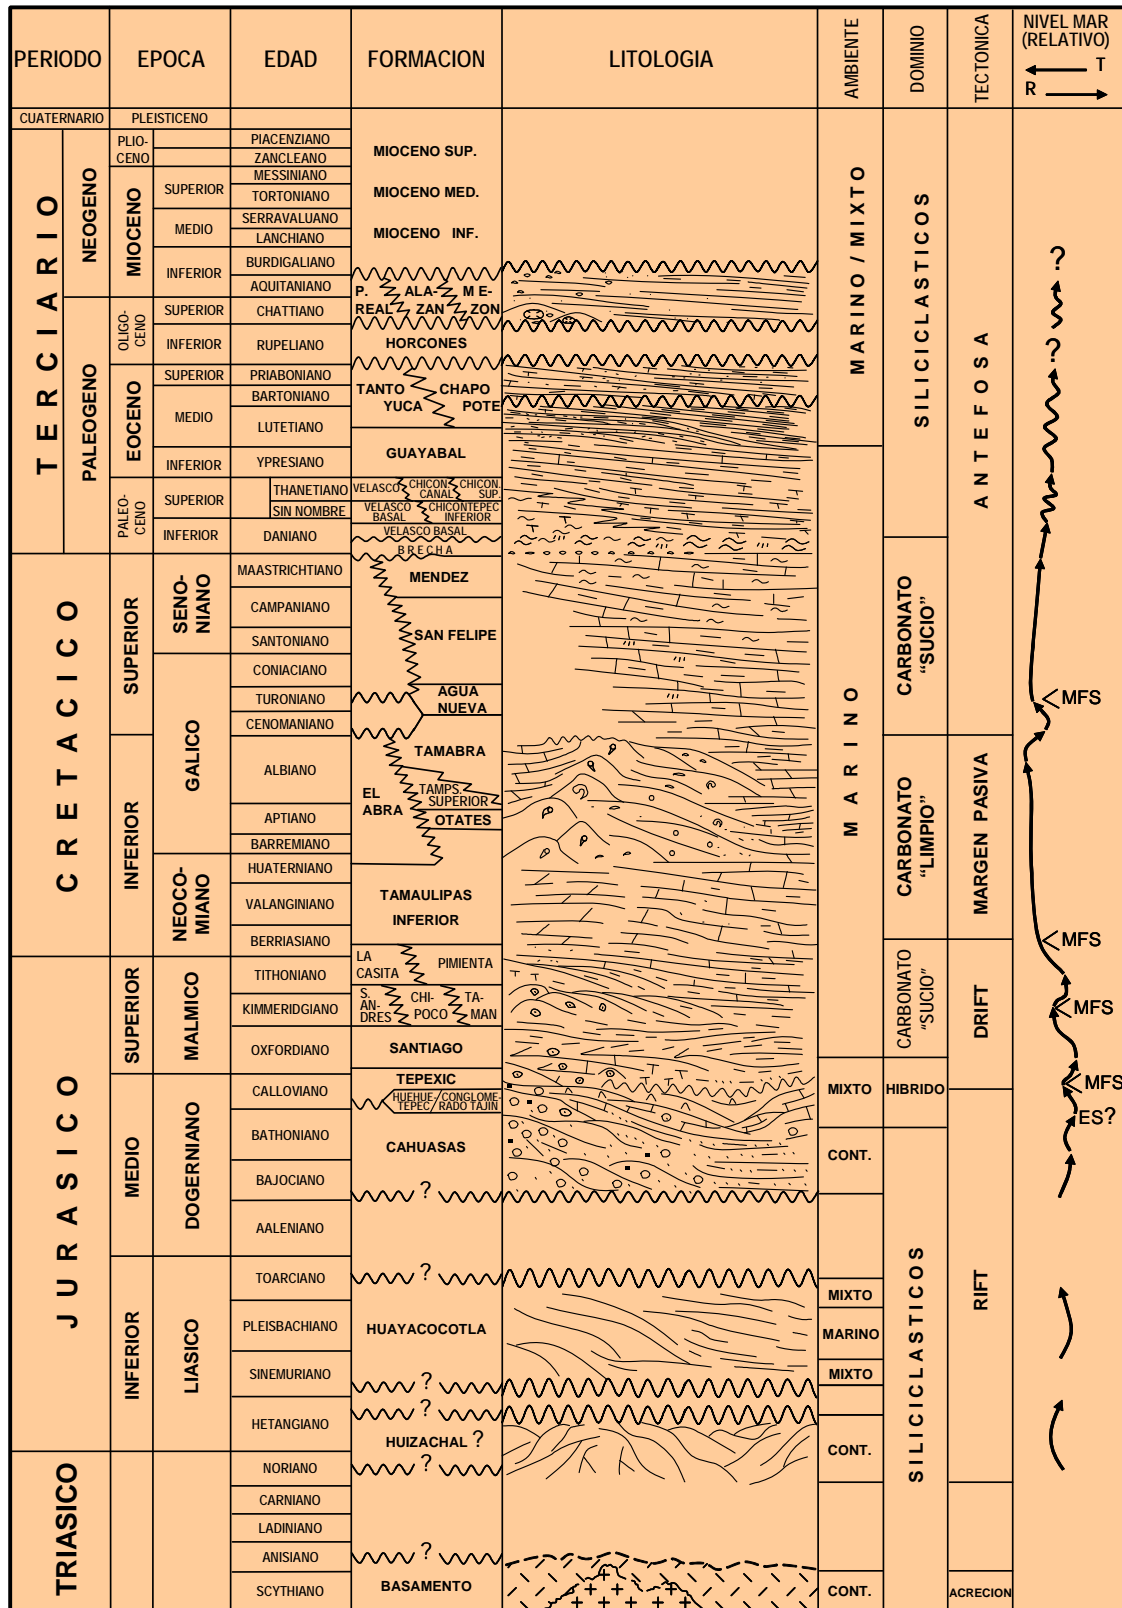 PERIODO
EPOCA
EDAD
FORMACION
LITOLOGIA
AMBIENTE
DOMINIO
TECTONICA
NIVEL MAR
(RELATIVO)
T
R
CUATERNARIO
PLEISTICENO
TERCIARIO
NEOGENO
PALEOGENO
PLIO-
CENO
MIOCENO
SUPERIOR
MEDIO
INFERIOR
OLIGO-
CENO
SUPERIOR
INFERIOR
EOCENO
SUPERIOR
MEDIO
INFERIOR
PALEO-
CENO
SUPERIOR
INFERIOR
PIACENZIANO
ZANCLEANO
MESSINIANO
TORTONIANO
SERRAVALUANO
LANCHIANO
BURDIGALIANO
AQUITANIANO
CHATTIANO
RUPELIANO
PRIABONIANO
BARTONIANO
LUTETIANO
YPRESIANO
THANETIANO
SIN NOMBRE
DANIANO
MIOCENO SUP.
MIOCENO MED.
MIOCENO INF.
P. ALA- M E-
REAL ZAN ZON
HORCONES
TANTO CHAPO
YUCA POTE
GUAYABAL
VELASCO
CHICON.
CANAL
CHICON.
SUP.
VELASCO
BASAL
CHICONTEPEC
INFERIOR
VELASCO BASAL
BRECHA
CRETACICO
SUPERIOR
INFERIOR
SENO-
NIANO
GALICO
NEOCO-
MIANO
MAASTRICHTIANO
CAMPANIANO
SANTONIANO
CONIACIANO
TURONIANO
CENOMANIANO
ALBIANO
APTIANO
BARREMIANO
HUATERNIANO
VALANGINIANO
BERRIASIANO
MENDEZ
SAN FELIPE
AGUA
NUEVA
TAMABRA
EL
ABRA
TAMPS.
SUPERIOR
OTATES
TAMAULIPAS
INFERIOR
JURASICO
SUPERIOR
MEDIO
INFERIOR
MALMICO
DOGERNIANO
LIASICO
TITHONIANO
KIMMERIDGIANO
OXFORDIANO
CALLOVIANO
BATHONIANO
BAJOCIANO
AALENIANO
TOARCIANO
PLEISBACHIANO
SINEMURIANO
HETANGIANO
LA
CASITA
PIMIENTA
S.
AN-
DRES
CHI-
POCO
TA-
MAN
SANTIAGO
TEPEXIC
HUEHUE-/CONGLOME-
TEPEC/RADO TAJIN
CAHUASAS
?
?
HUAYACOCOTLA
?
?
HUIZACHAL ?
?
TRIASICO
NORIANO
CARNIANO
LADINIANO
ANISIANO
SCYTHIANO
?
BASAMENTO
MARINO / MIXTO
MARINO
MIXTO
CONT.
MIXTO
MARINO
MIXTO
CONT.
CONT.
SILICICLASTICOS
CARBONATO
"SUCIO"
CARBONATO
"LIMPIO"
CARBONATO
"SUCIO"
HIBRIDO
SILICICLASTICOS
ANTEFOSA
MARGEN PASIVA
DRIFT
RIFT
ACRECION
?
?
MFS
MFS
MFS
MFS
ES?